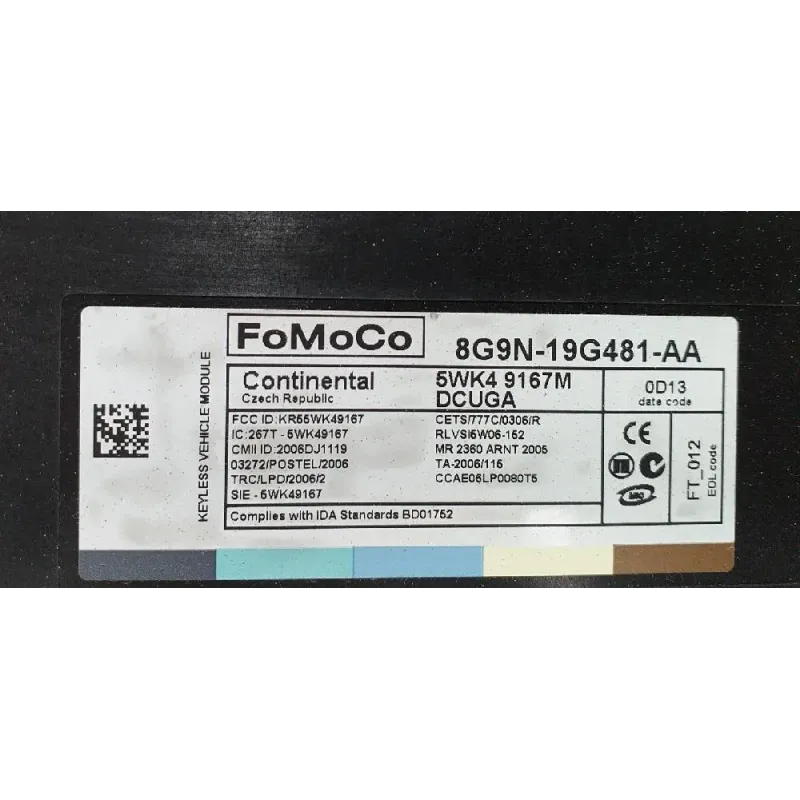 KEYLESS VEHICLE MODULE
FoMoCo
8G9N-19G481-AA
Continental
Czech Republic
5WK4 9167M
DCUGA
0D13
date code
FCC ID:KR55WK49167
IC:267T - 5WK49167
CMII ID:2006DJ1119
03272/POSTEL/2006
TRC/LPD/2006/2
SIE - 5WK49167
CETS/777C/0306/R
RLVSI5W06-152
MR 2360 ARNT 2005
TA-2006/116
CCAE06LP0080T5
CE
FT_012
EOL code
Complies with IDA Standards BD01752